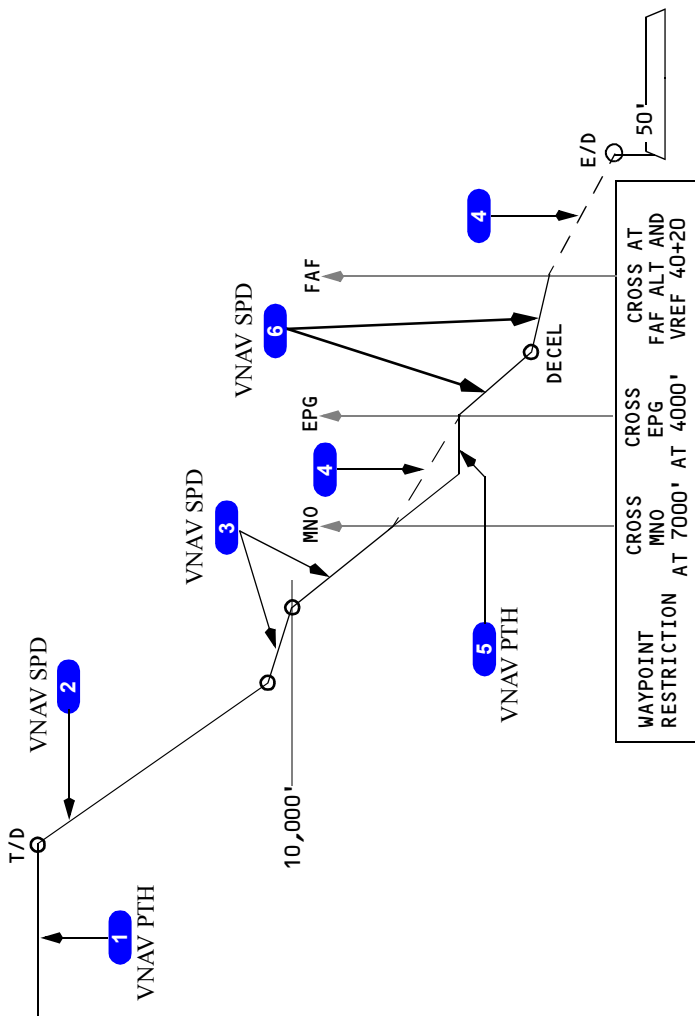 T/D
2
VNAV SPD
1
VNAV PTH
10,000'
3
VNAV SPD
MNO
4
EPG
5
VNAV PTH
6
VNAV SPD
DECEL
FAF
4
E/D
50'
WAYPOINT
RESTRICTION
CROSS
MNO
AT 7000'
CROSS
EPG
AT 4000'
CROSS AT
FAF ALT AND
VREF 40+20